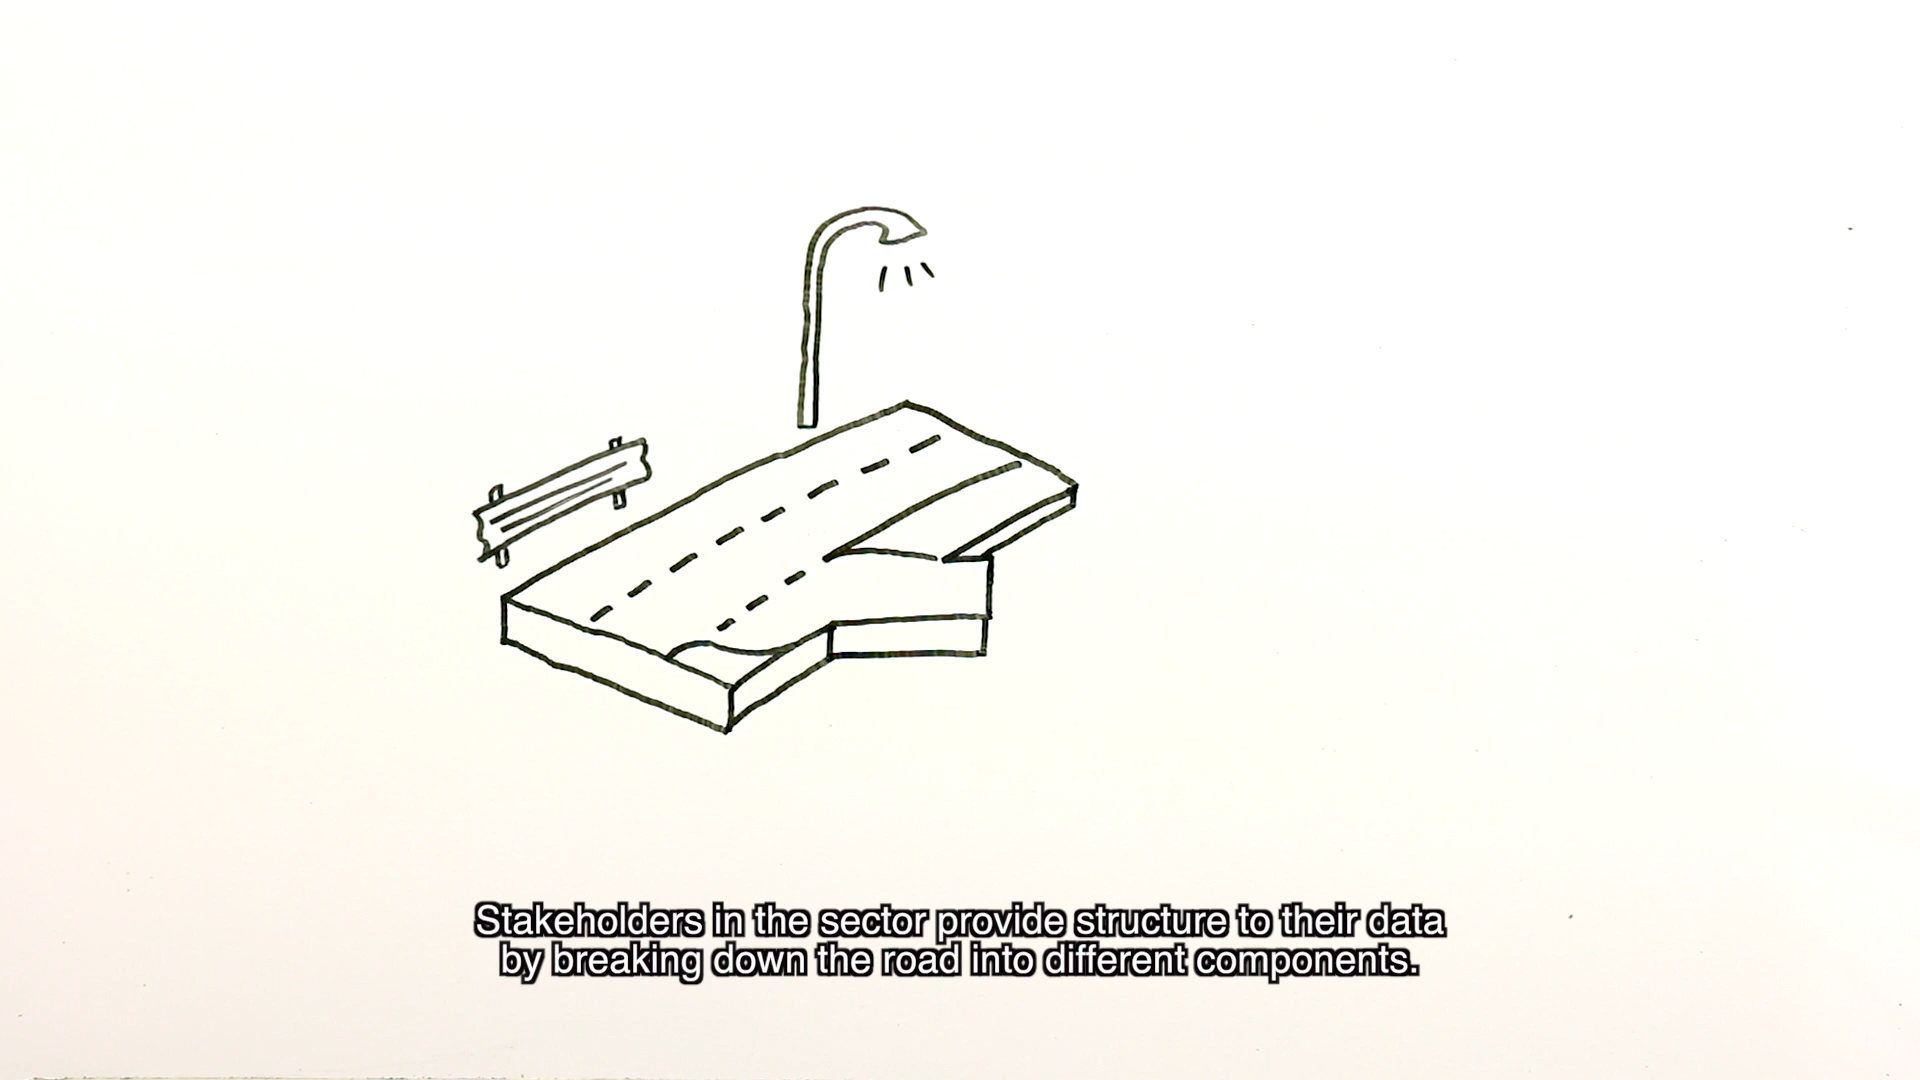 Stakeholders in the sector provide structure to their data
by breaking down the road into different components.